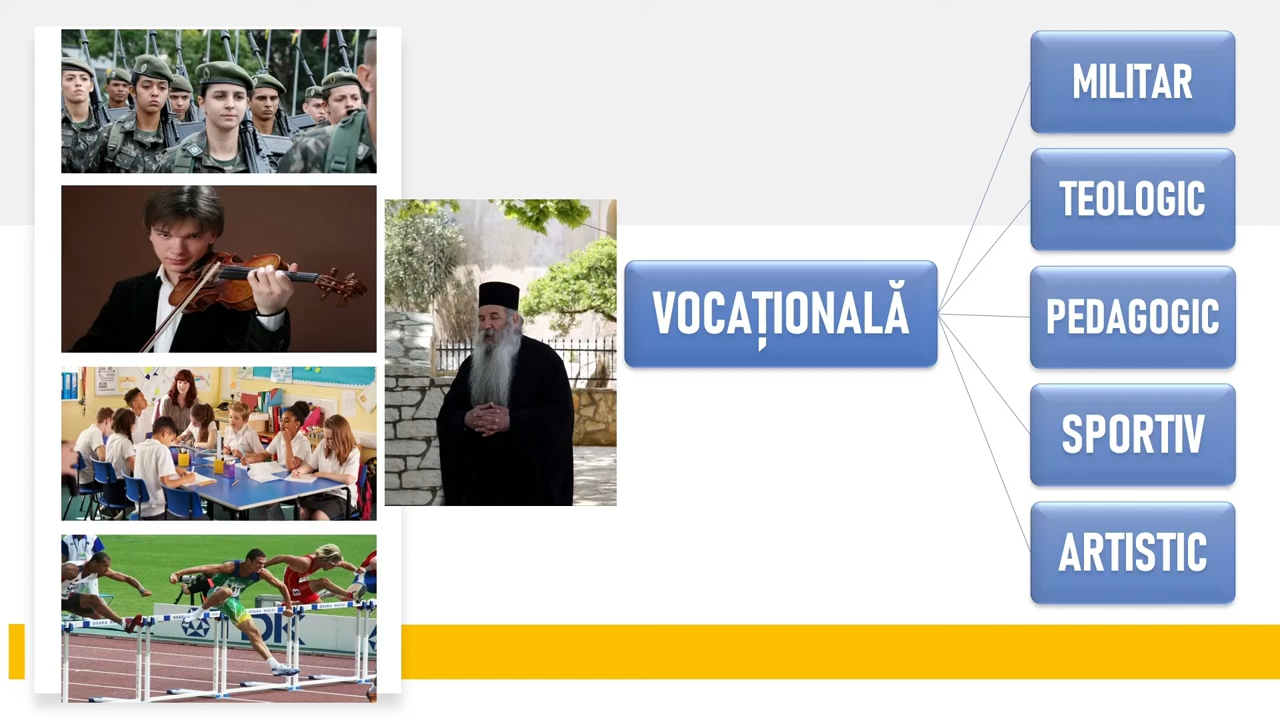 VOCAȚIONALĂ
MILITAR
TEOLOGIC
PEDAGOGIC
SPORTIV
ARTISTIC